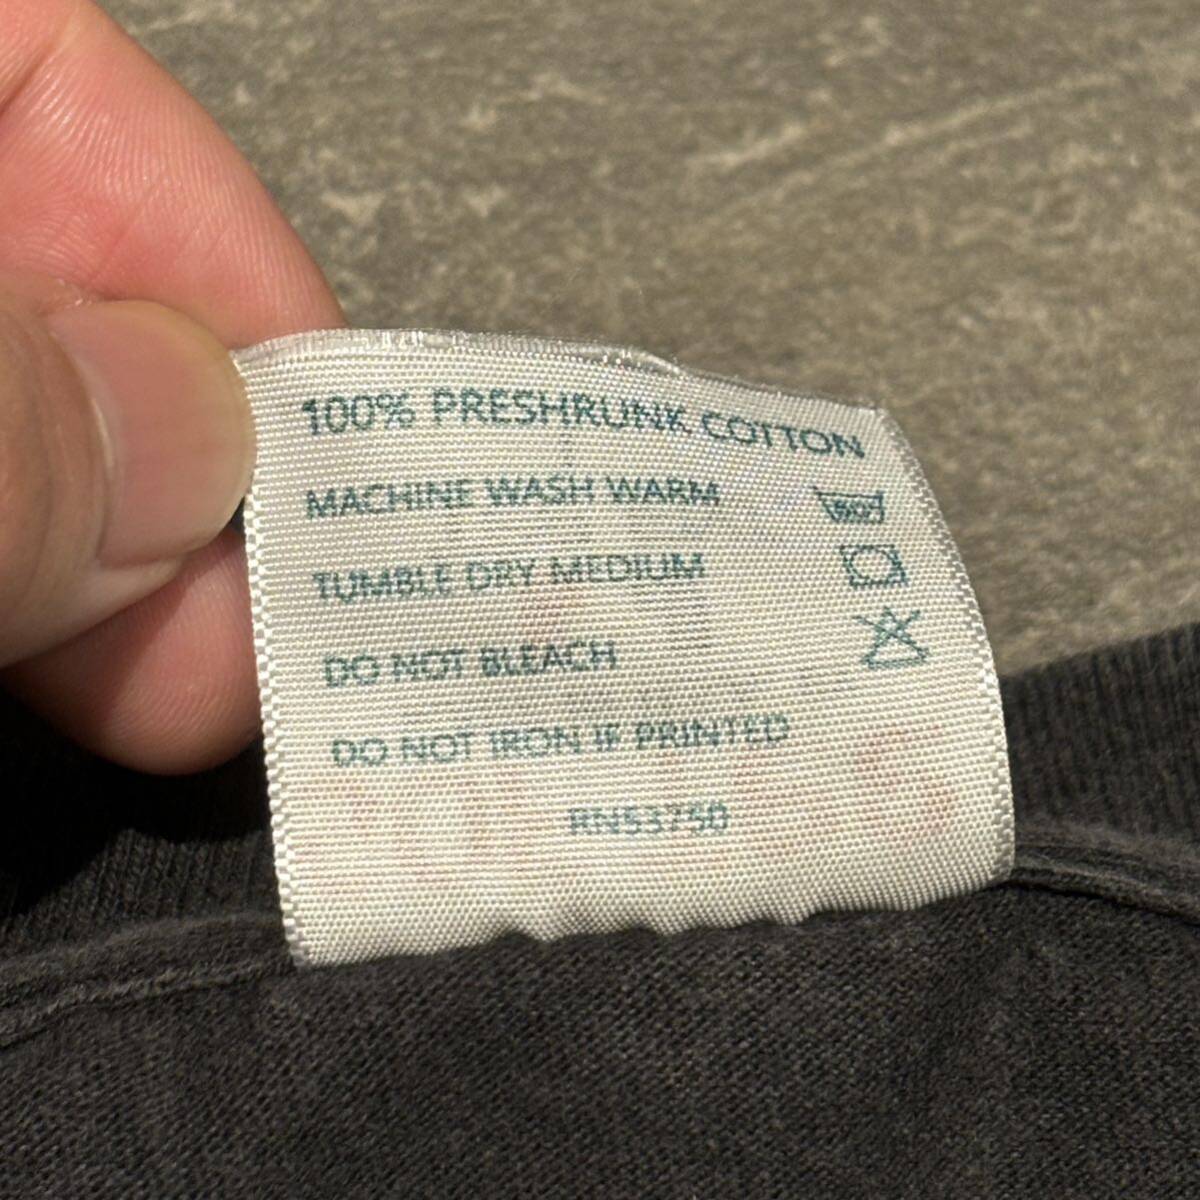 100% PRESHRUNK COTTON
MACHINE WASH WARM
TUMBLE DRY MEDIUM
DO NOT BLEACH
DO NOT IRON IF PRINTED
RN53750